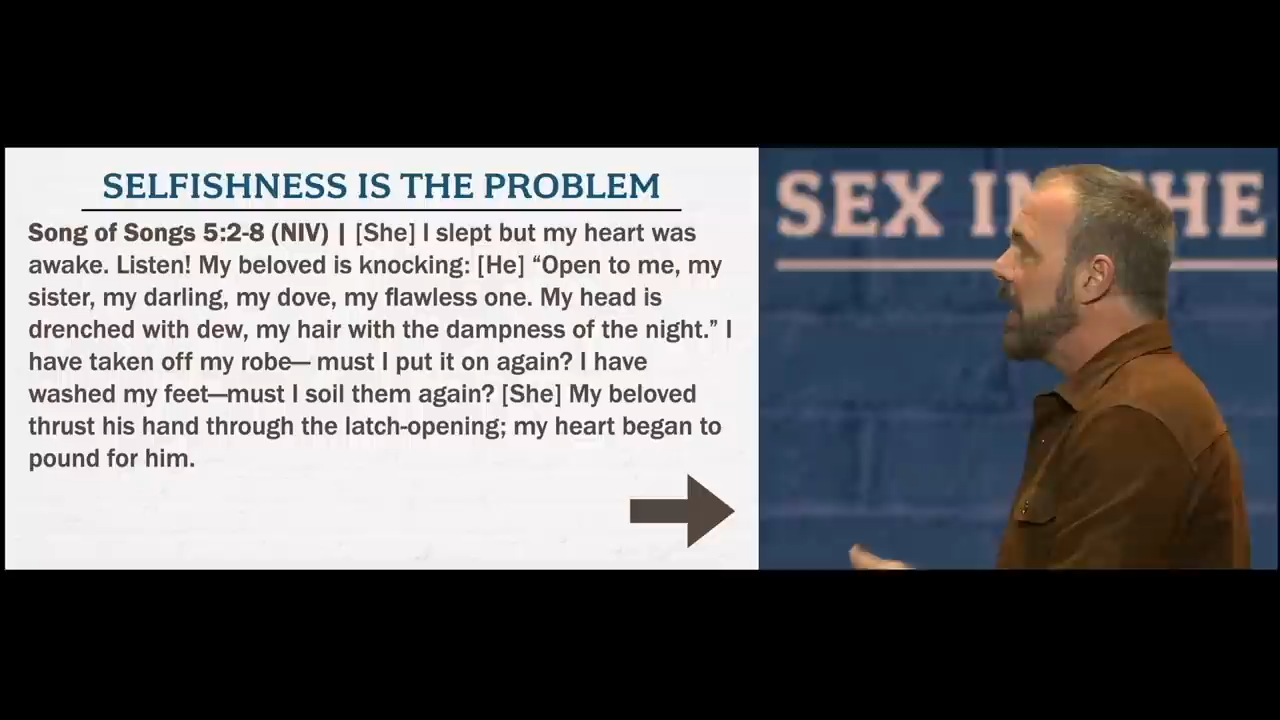 SELFISHNESS IS THE PROBLEM
Song of Songs 5:2-8 (NIV) | [She] I slept but my heart was
awake. Listen! My beloved is knocking: [He] “Open to me, my
sister, my darling, my dove, my flawless one. My head is
drenched with dew, my hair with the dampness of the night.” I
have taken off my robe— must I put it on again? I have
washed my feet—must I soil them again? [She] My beloved
thrust his hand through the latch-opening; my heart began to
pound for him.
SEX IN THE